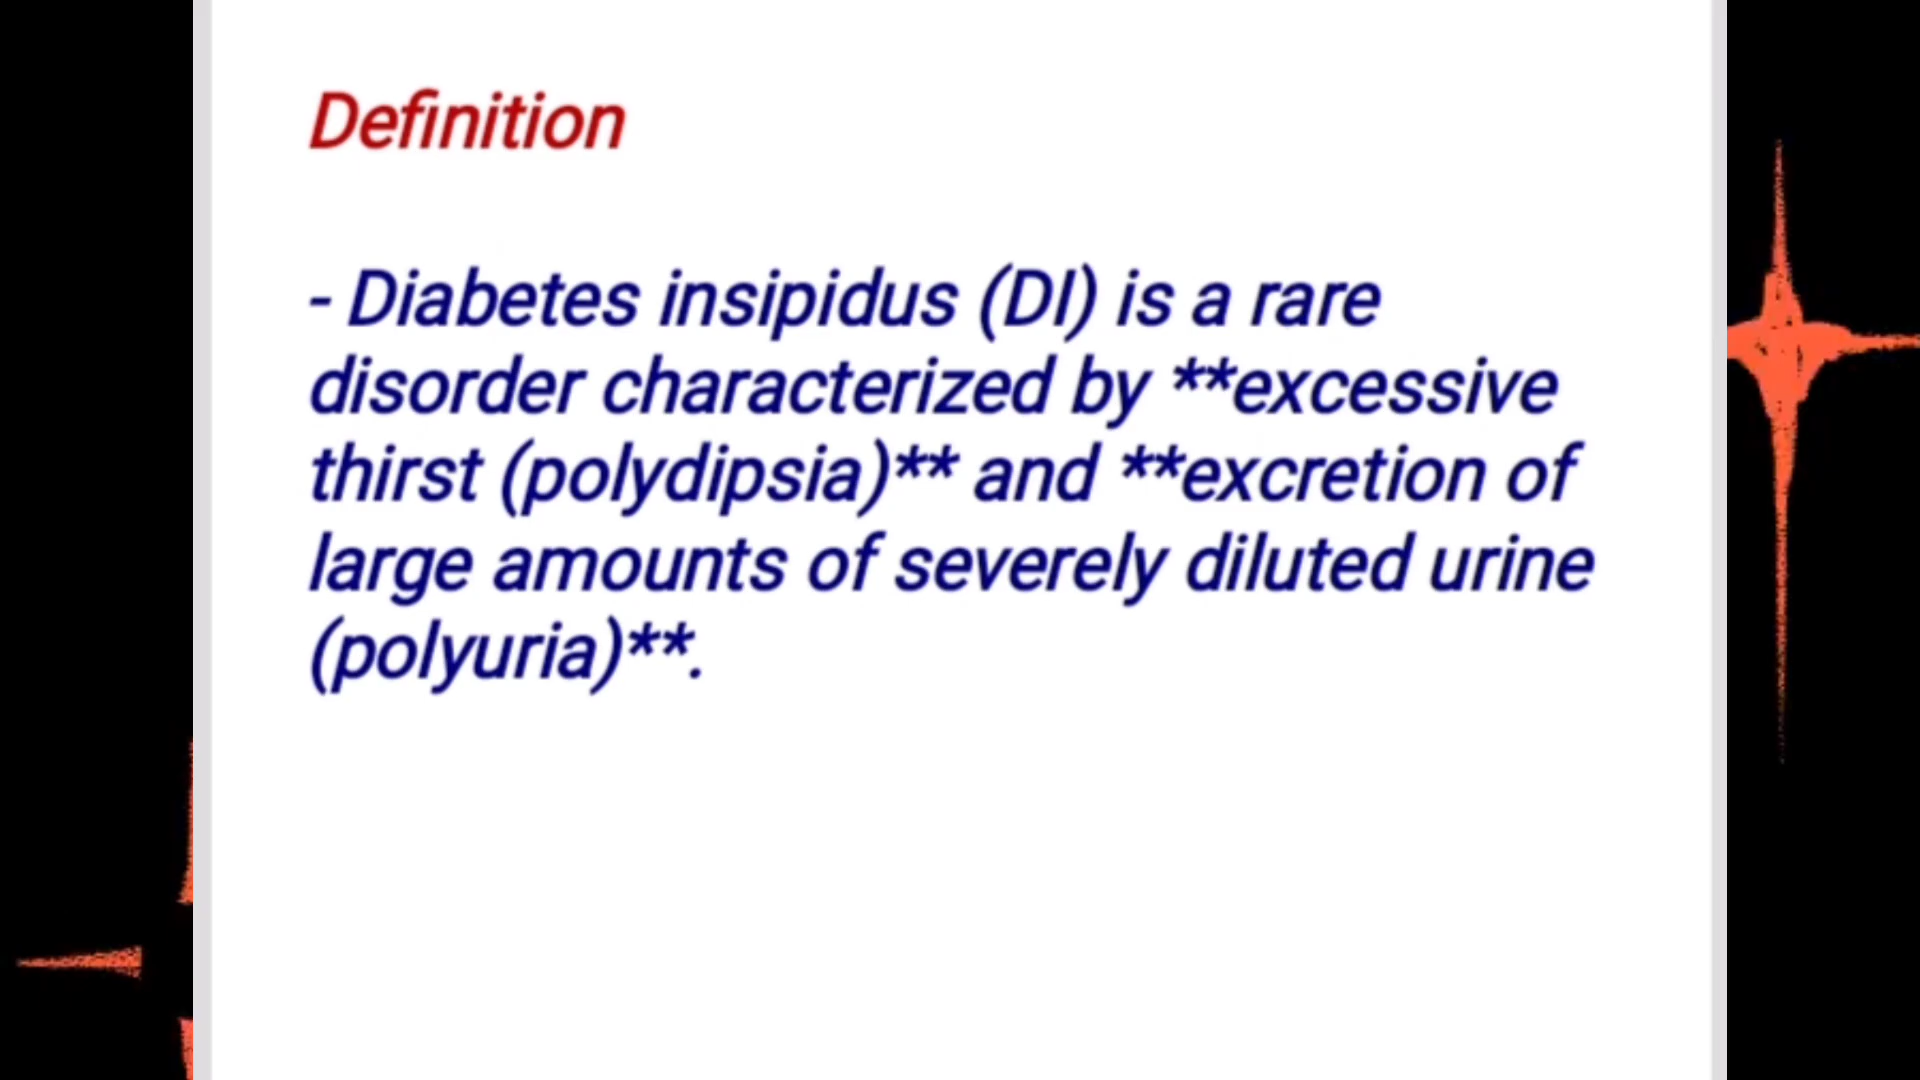 Definition
- Diabetes insipidus (DI) is a rare
disorder characterized by **excessive
thirst (polydipsia)** and **excretion of
large amounts of severely diluted urine
(polyuria)**.